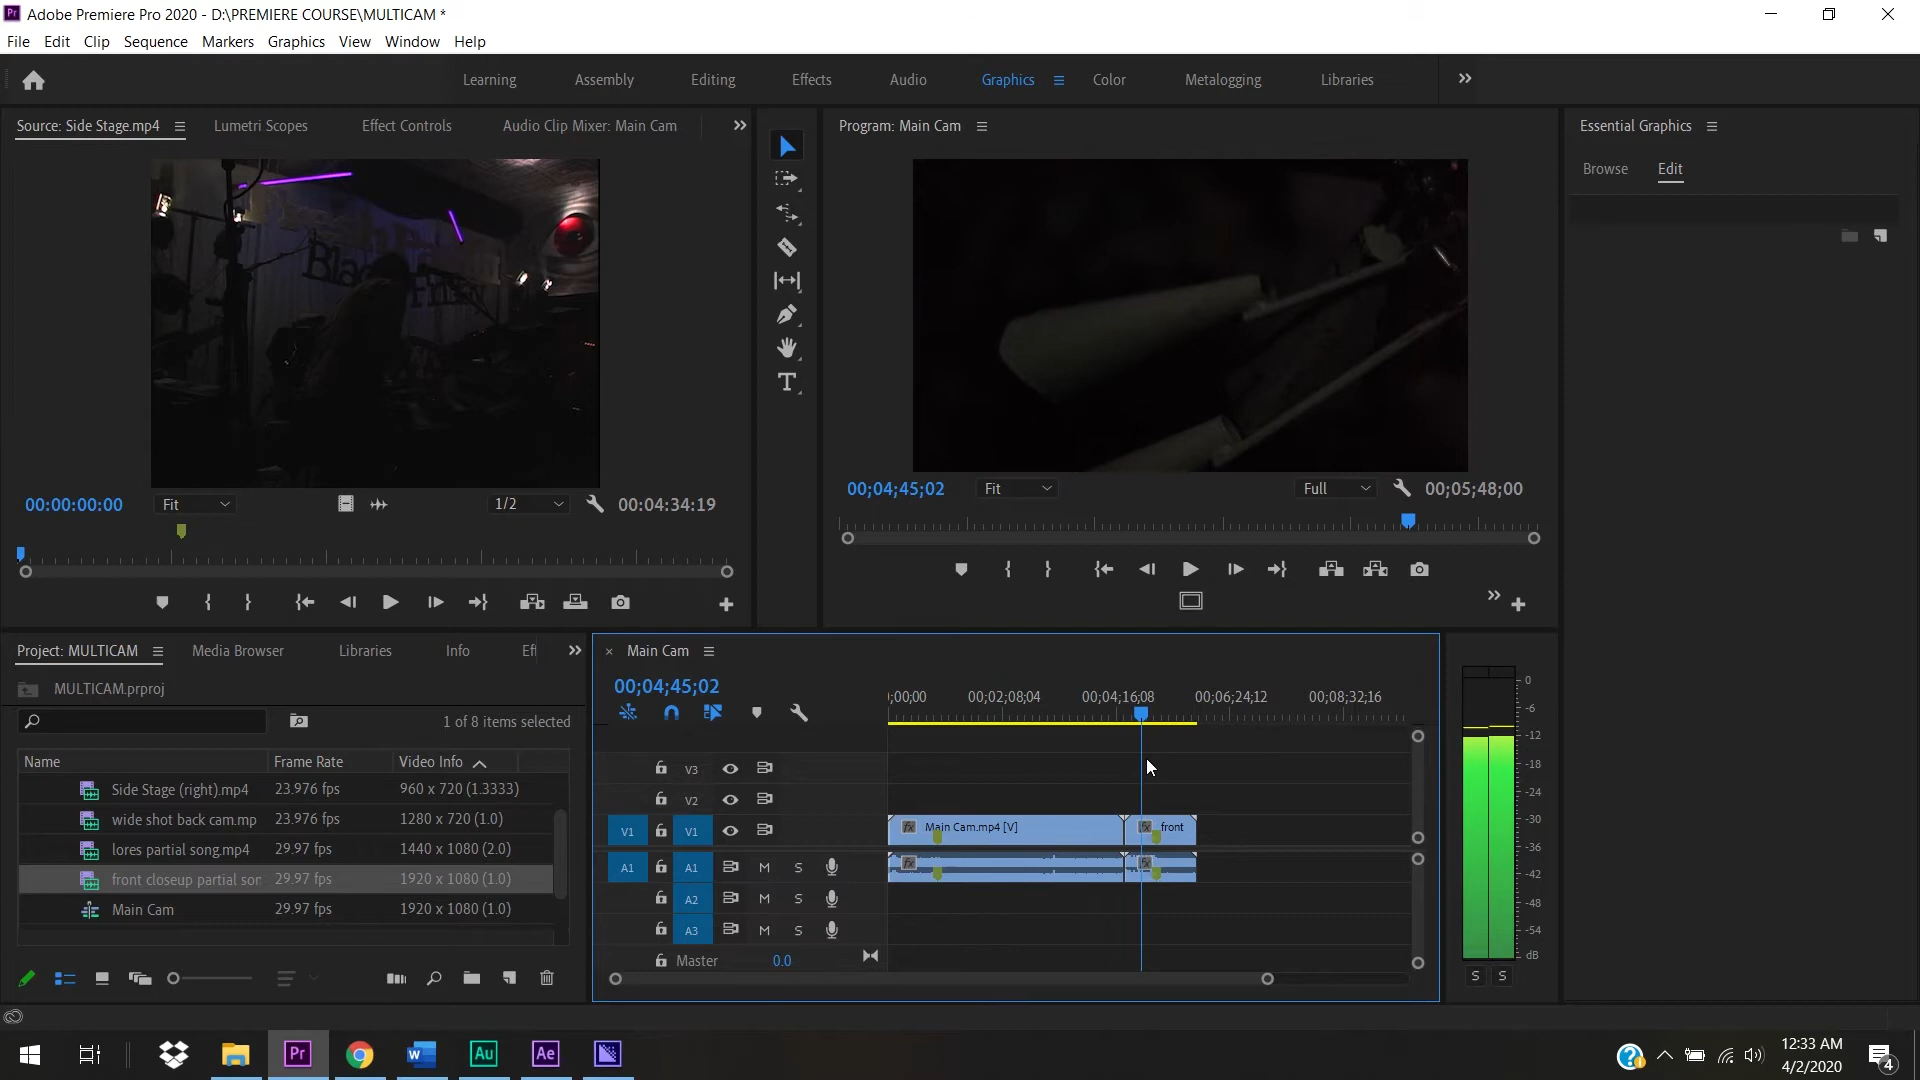 Pr Adobe Premiere Pro 2020 - D:\PREMIERE COURSE\MULTICAM *
File Edit Clip Sequence Markers Graphics View Window Help
Learning Assembly Editing Effects Audio Graphics Color Metalogging Libraries
Source: Side Stage.mp4 Lumetri Scopes Effect Controls Audio Clip Mixer: Main Cam
Program: Main Cam
Essential Graphics
Browse Edit
00:00:00:00 Fit 1/2 00:04:34:19
00;04;45;02 Fit Full 00;05;48;00
Project: MULTICAM Media Browser Libraries Info Eff
MULTICAM.prproj
1 of 8 items selected
Name Frame Rate Video Info
Side Stage (right).mp4 23.976 fps 960 x 720 (1.3333)
wide shot back cam.mp 23.976 fps 1280 x 720 (1.0)
lores partial song.mp4 29.97 fps 1440 x 1080 (2.0)
front closeup partial son 29.97 fps 1920 x 1080 (1.0)
Main Cam 29.97 fps 1920 x 1080 (1.0)
Main Cam
00;04;45;02
;00;00 00;02;08;04 00;04;16;08 00;06;24;12 00;08;32;16
V3
V2
V1 V1 fx Main Cam.mp4 [V] fx front
A1 A1 M S fx fx
A2 M S
A3 M S
Master 0.0
0
-6
-12
-18
-24
-30
-36
-42
-48
-54
dB
S S
Pr W Au Ae
12:33 AM
4/2/2020
4